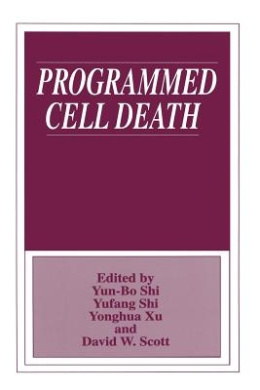 PROGRAMMED
CELL DEATH
Edited by
Yun-Bo Shi
Yufang Shi
Yonghua Xu
and
David W. Scott